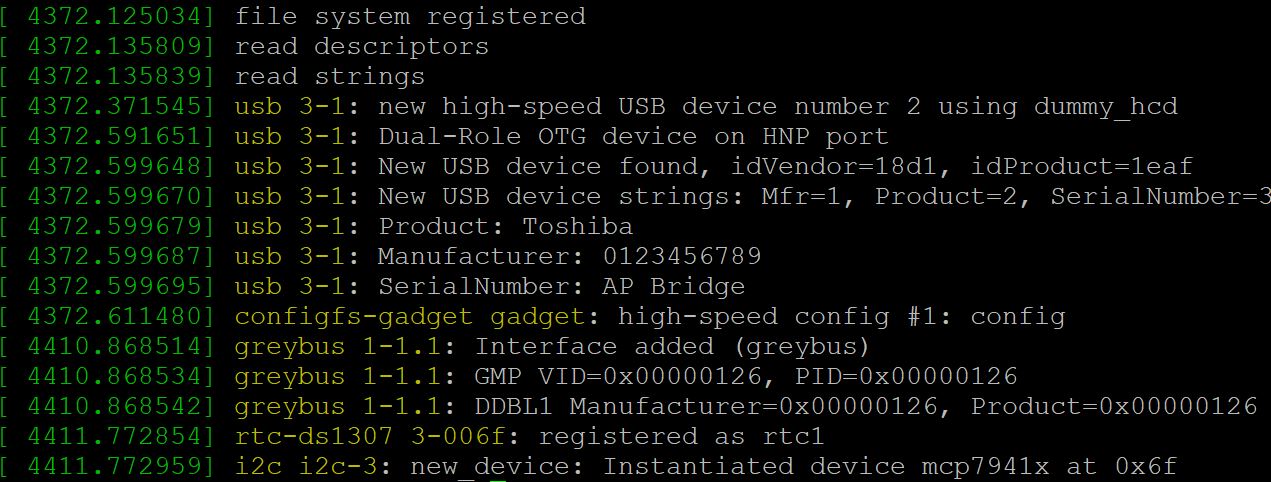 [ 4372.125034] file system registered
[ 4372.135809] read descriptors
[ 4372.135839] read strings
[ 4372.371545] usb 3-1: new high-speed USB device number 2 using dummy_hcd
[ 4372.591651] usb 3-1: Dual-Role OTG device on HNP port
[ 4372.599648] usb 3-1: New USB device found, idVendor=18d1, idProduct=1eaf
[ 4372.599670] usb 3-1: New USB device strings: Mfr=1, Product=2, SerialNumber=3
[ 4372.599679] usb 3-1: Product: Toshiba
[ 4372.599687] usb 3-1: Manufacturer: 0123456789
[ 4372.599695] usb 3-1: SerialNumber: AP Bridge
[ 4372.611480] configfs-gadget gadget: high-speed config #1: config
[ 4410.868514] greybus 1-1.1: Interface added (greybus)
[ 4410.868534] greybus 1-1.1: GMP VID=0x00000126, PID=0x00000126
[ 4410.868542] greybus 1-1.1: DDBL1 Manufacturer=0x00000126, Product=0x00000126
[ 4411.772854] rtc-ds1307 3-006f: registered as rtc1
[ 4411.772959] i2c i2c-3: new_device: Instantiated device mcp7941x at 0x6f